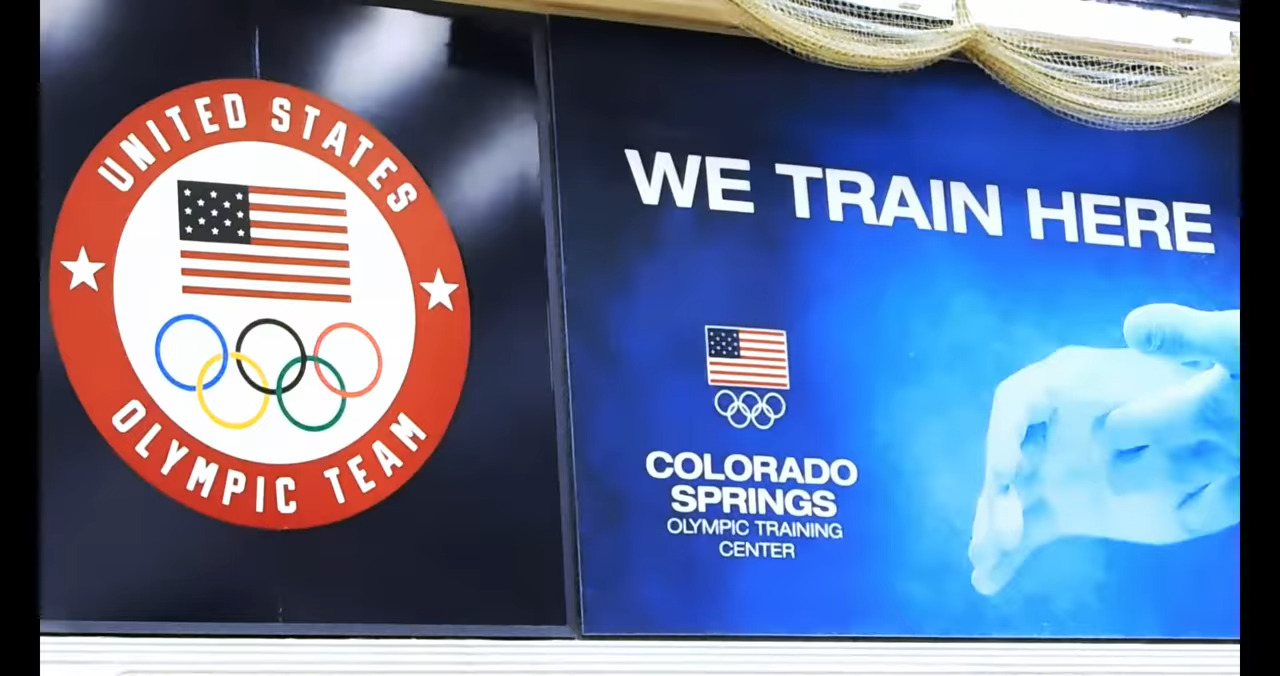 UNITED STATES
OLYMPIC TEAM
WE TRAIN HERE
COLORADO
SPRINGS
OLYMPIC TRAINING
CENTER